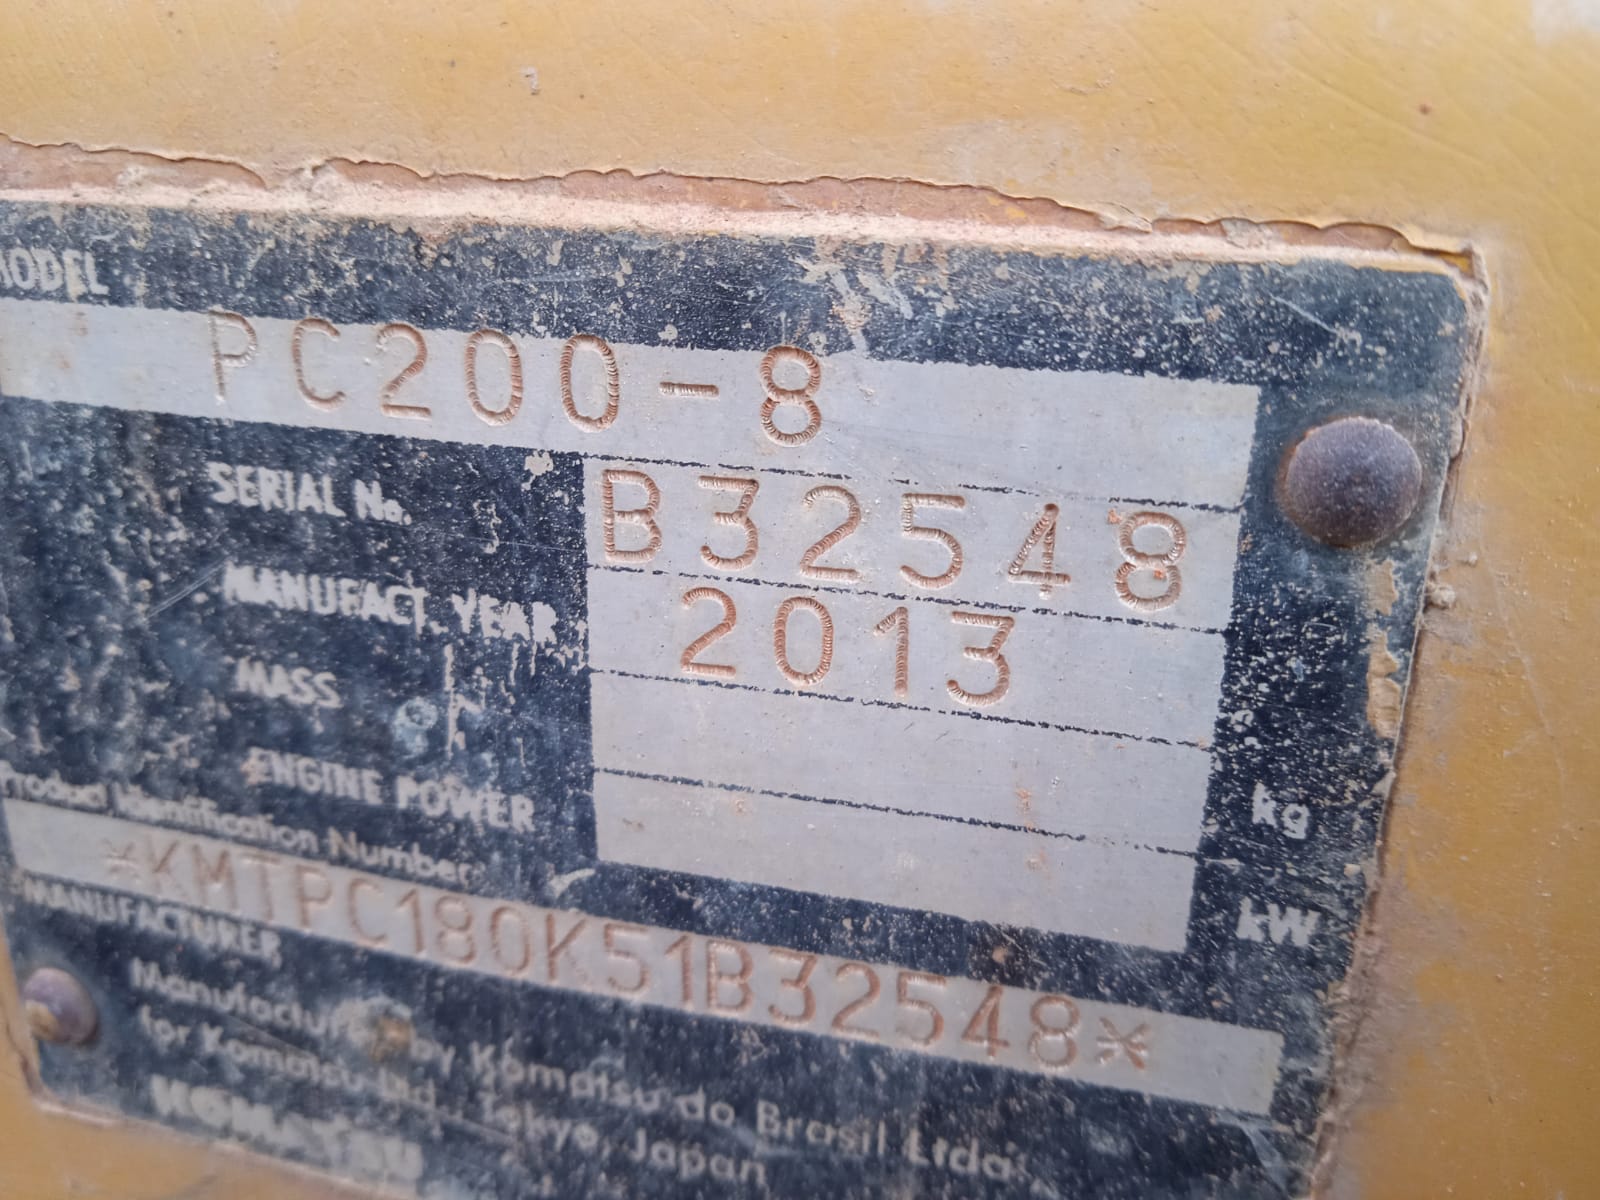 MODEL
PC200-8
SERIAL No. B32548
MANUFACT. YEAR 2013
MASS kg
ENGINE POWER kW
Product Identification Number
*KMTPC180K51B32548*
MANUFACTURER
Manufactured by Komatsu do Brasil Ltda.
for Komatsu Ltd., Tokyo, Japan
KOMATSU